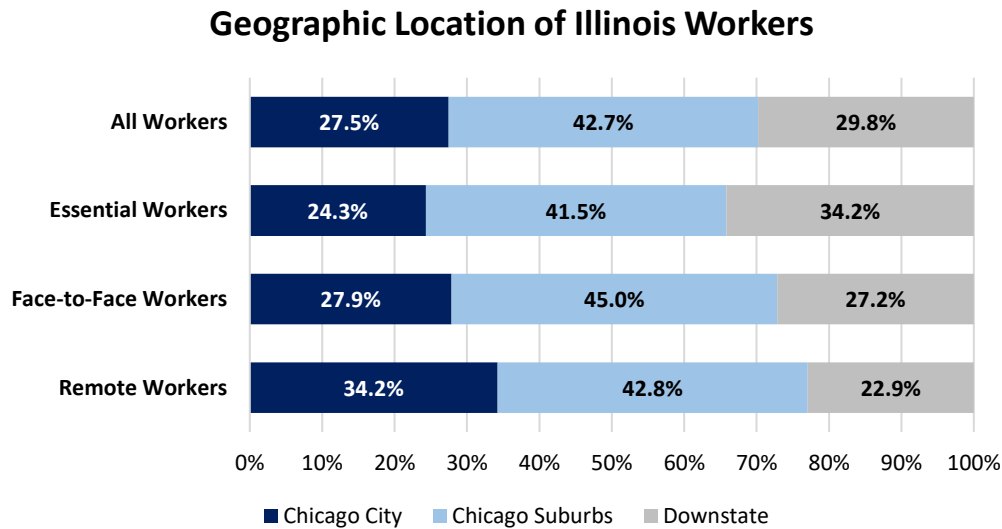 Geographic Location of Illinois Workers
All Workers 27.5% 42.7% 29.8%
Essential Workers 24.3% 41.5% 34.2%
Face-to-Face Workers 27.9% 45.0% 27.2%
Remote Workers 34.2% 42.8% 22.9%
0% 10% 20% 30% 40% 50% 60% 70% 80% 90% 100%
Chicago City Chicago Suburbs Downstate